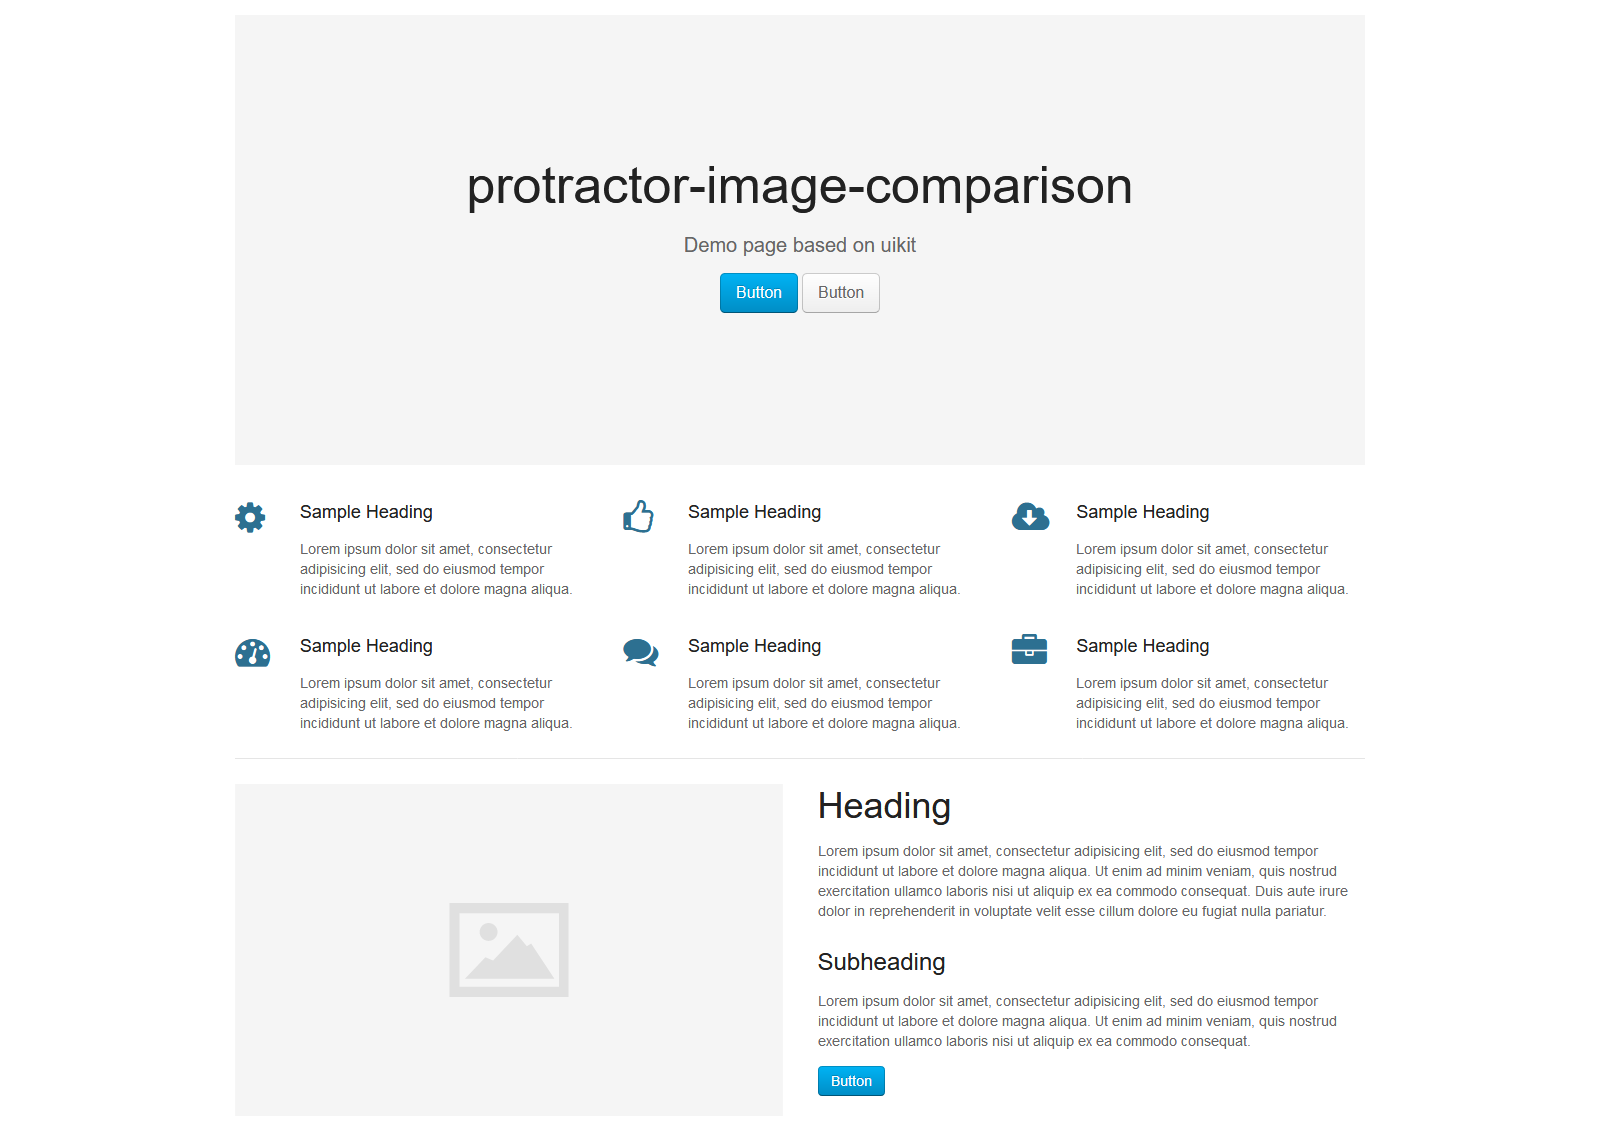 protractor-image-comparison
Demo page based on uikit
Button Button
Sample Heading
Lorem ipsum dolor sit amet, consectetur
adipisicing elit, sed do eiusmod tempor
incididunt ut labore et dolore magna aliqua.
Sample Heading
Lorem ipsum dolor sit amet, consectetur
adipisicing elit, sed do eiusmod tempor
incididunt ut labore et dolore magna aliqua.
Sample Heading
Lorem ipsum dolor sit amet, consectetur
adipisicing elit, sed do eiusmod tempor
incididunt ut labore et dolore magna aliqua.
Sample Heading
Lorem ipsum dolor sit amet, consectetur
adipisicing elit, sed do eiusmod tempor
incididunt ut labore et dolore magna aliqua.
Sample Heading
Lorem ipsum dolor sit amet, consectetur
adipisicing elit, sed do eiusmod tempor
incididunt ut labore et dolore magna aliqua.
Sample Heading
Lorem ipsum dolor sit amet, consectetur
adipisicing elit, sed do eiusmod tempor
incididunt ut labore et dolore magna aliqua.
Heading
Lorem ipsum dolor sit amet, consectetur adipisicing elit, sed do eiusmod tempor
incididunt ut labore et dolore magna aliqua. Ut enim ad minim veniam, quis nostrud
exercitation ullamco laboris nisi ut aliquip ex ea commodo consequat. Duis aute irure
dolor in reprehenderit in voluptate velit esse cillum dolore eu fugiat nulla pariatur.
Subheading
Lorem ipsum dolor sit amet, consectetur adipisicing elit, sed do eiusmod tempor
incididunt ut labore et dolore magna aliqua. Ut enim ad minim veniam, quis nostrud
exercitation ullamco laboris nisi ut aliquip ex ea commodo consequat.
Button